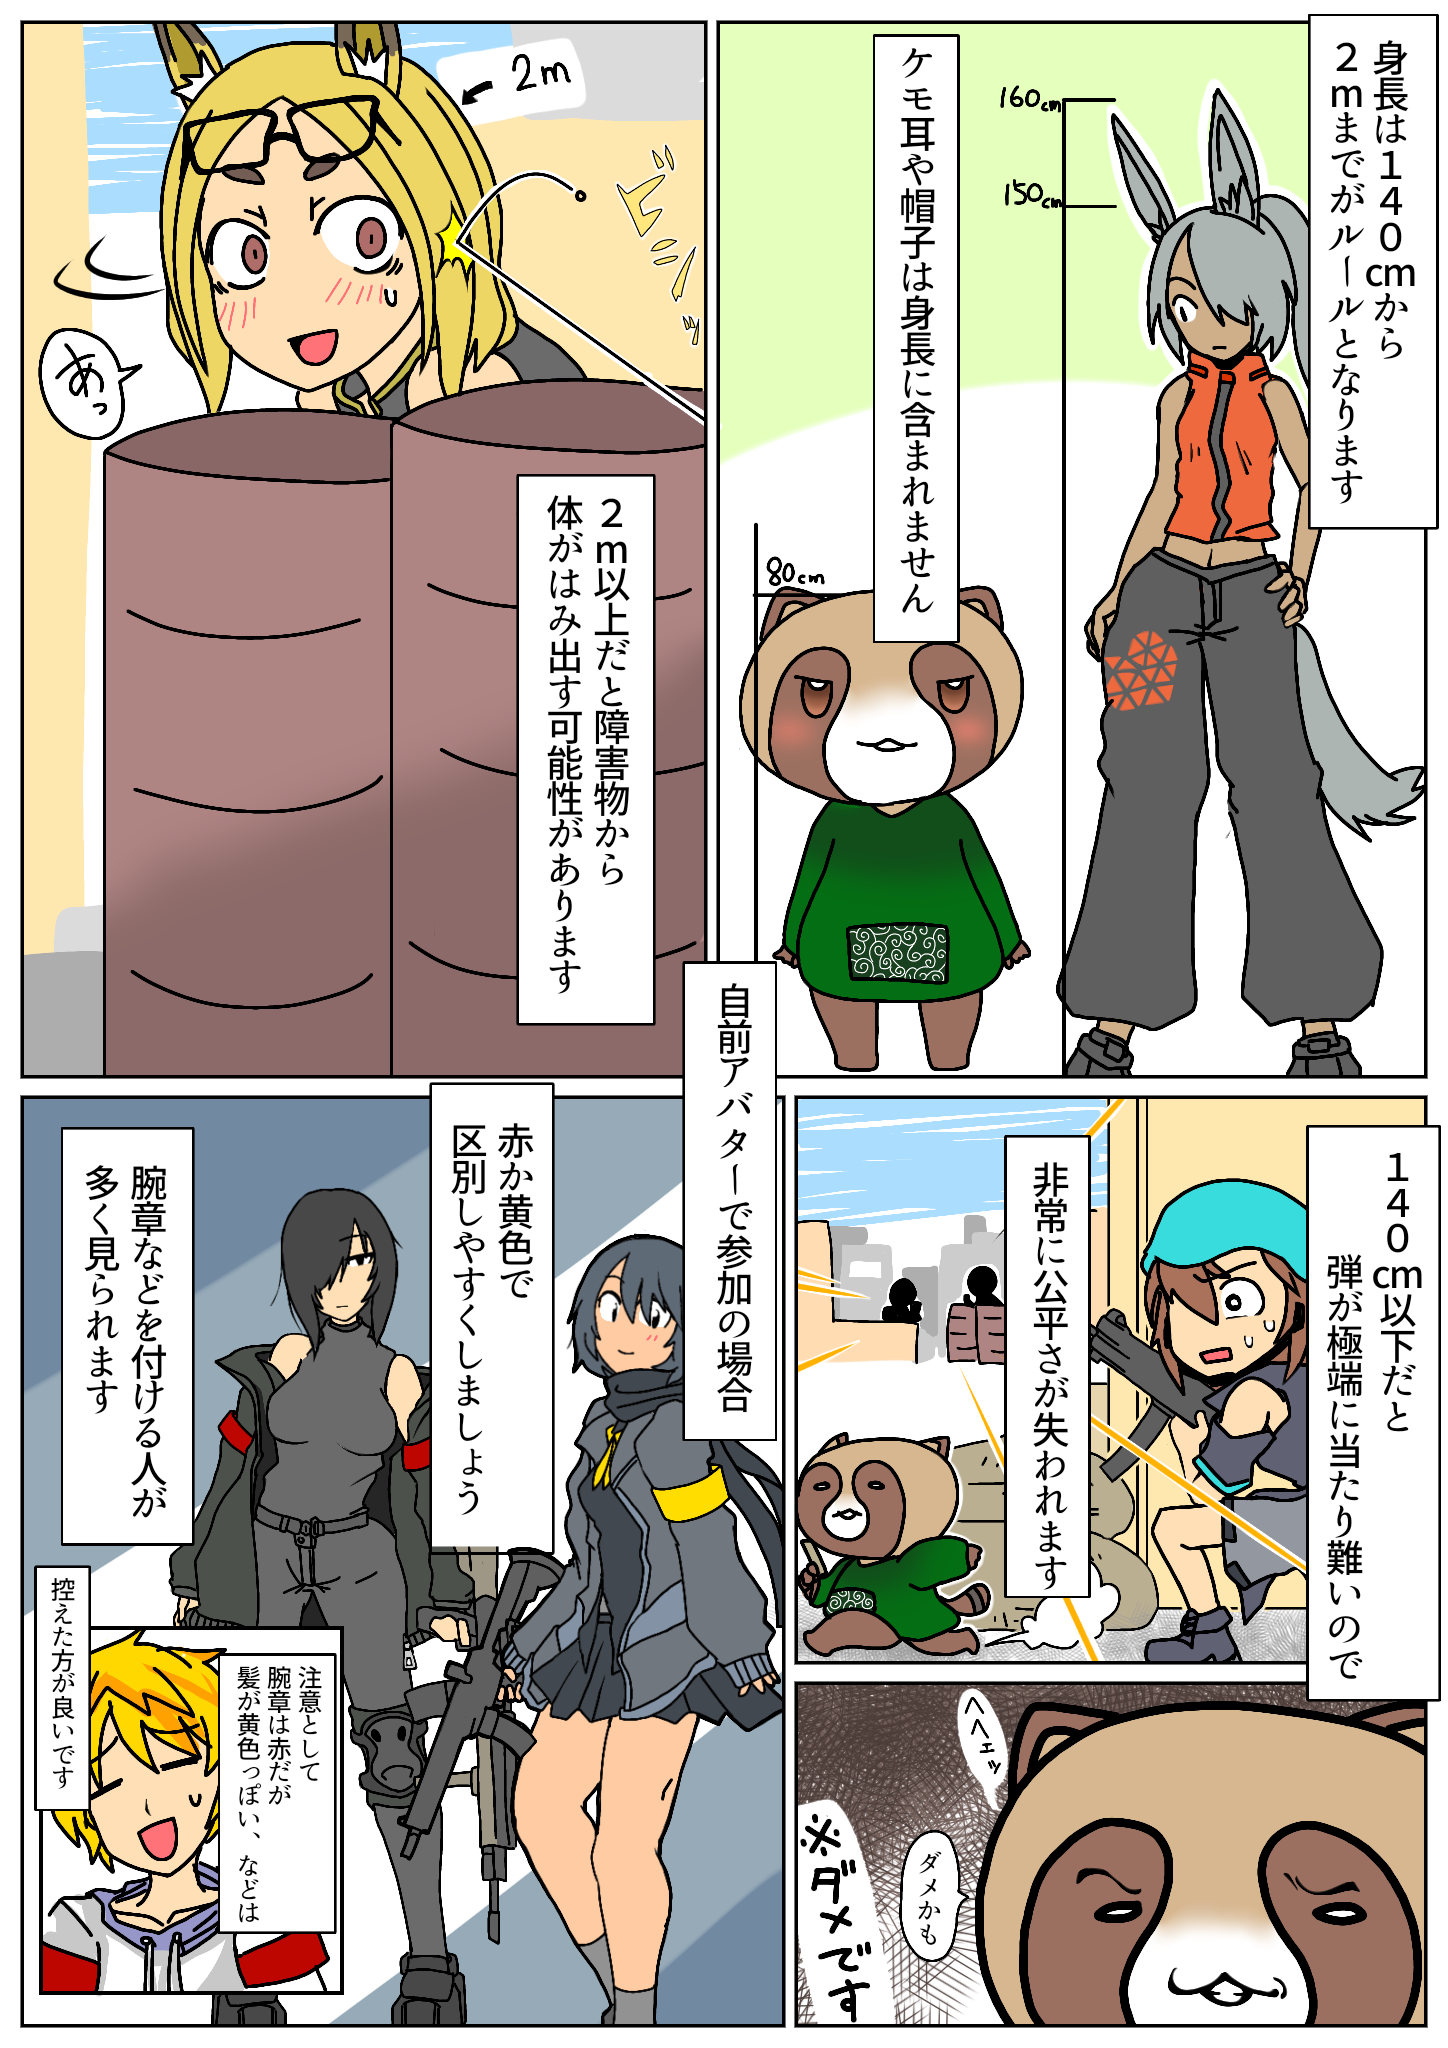 身長は１４０cmから
２ｍまでがルールとなります
160cm
150cm
ケモ耳や帽子は身長に含まれません
80cm
2m
ビシッ
あっ
２ｍ以上だと障害物から
体がはみ出す可能性があります
１４０cm以下だと
弾が極端に当たり難いので
非常に公平さが失われます
ヘヘェッ
ダメかも
※ダメです
自前アバターで参加の場合
赤か黄色で
区別しやすくしましょう
腕章などを付ける人が
多く見られます
注意として
腕章は赤だが
髪が黄色っぽい、などは
控えた方が良いです